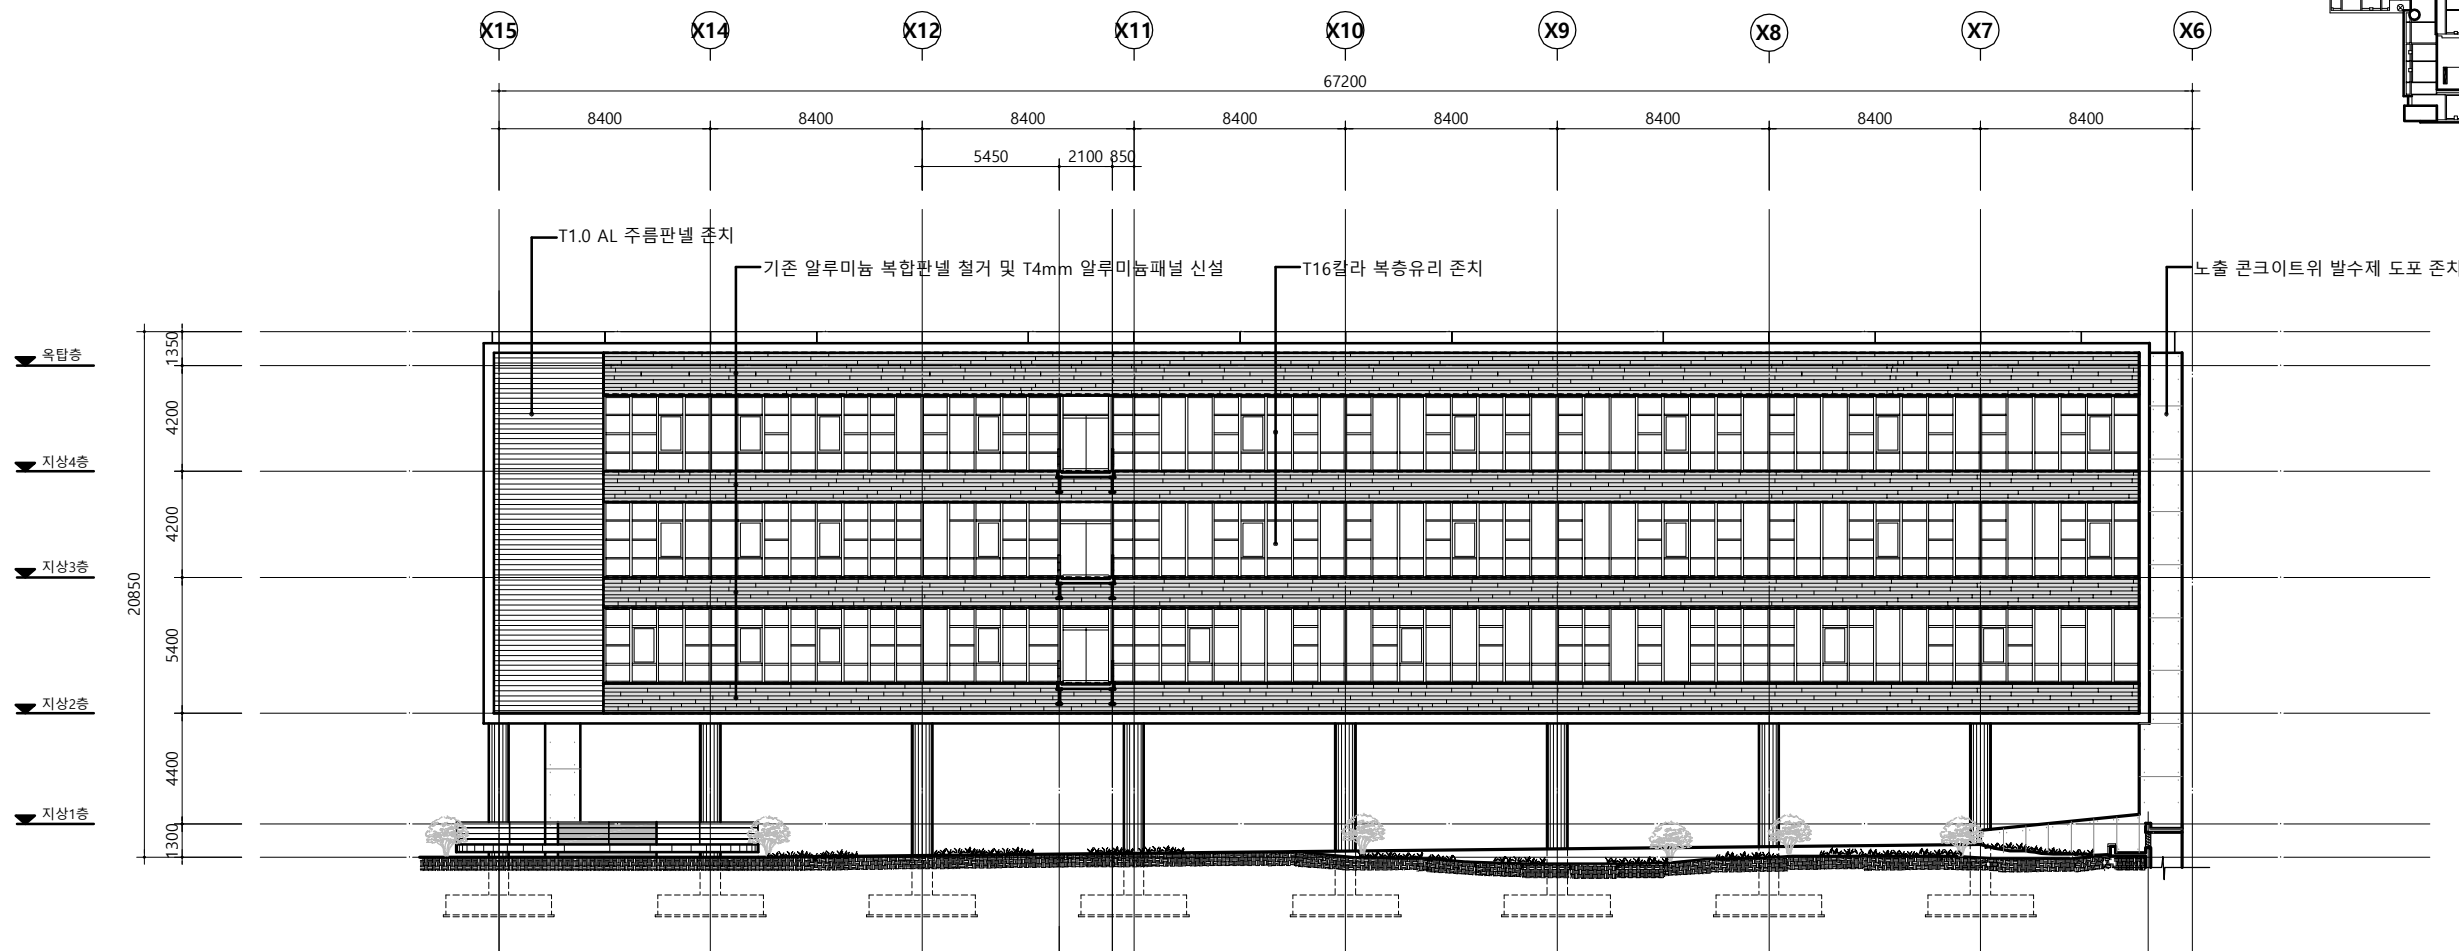 X15 X14 X12 X11 X10 X9 X8 X7 X6
67200
8400 8400 8400 8400 8400 8400 8400 8400
5450 2100 850
T1.0 AL 주름판넬 존치
기존 알루미늄 복합판넬 철거 및 T4mm 알루미늄패널 신설
T16칼라 복층유리 존치
노출 콘크이트위 발수제 도포 존치
옥탑층
지상4층
지상3층
지상2층
지상1층
1350
4200
4200
5400
4400
1300
20850